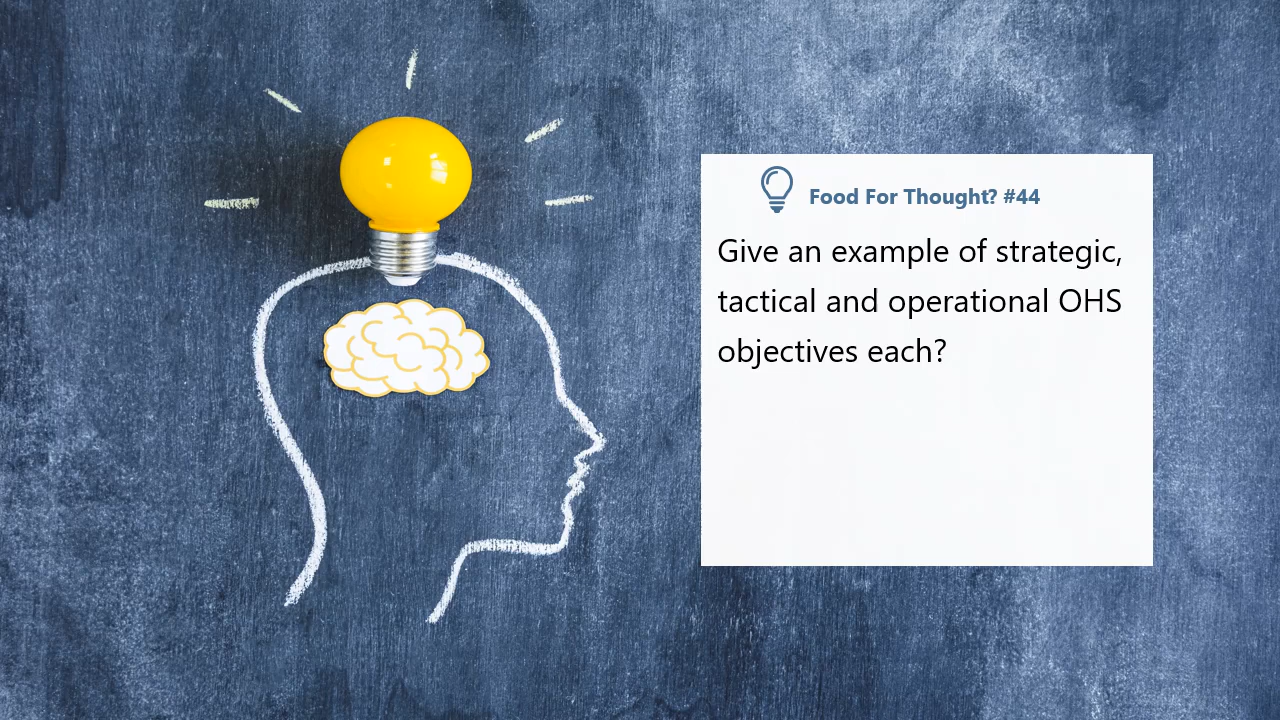 Food For Thought? #44
Give an example of strategic,
tactical and operational OHS
objectives each?